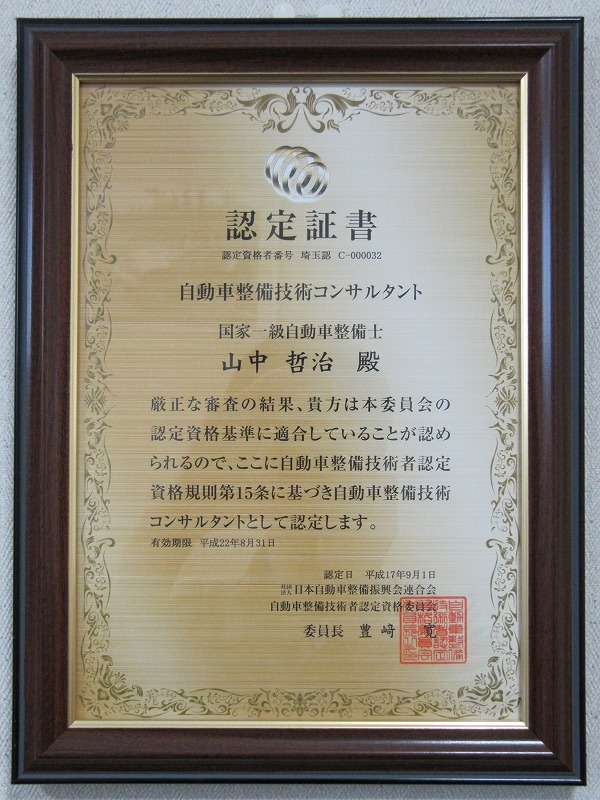 認定証書
認定資格者番号 埼玉認 C-000032
自動車整備技術コンサルタント
国家一級自動車整備士
山中 哲治 殿
厳正な審査の結果、貴方は本委員会の
認定資格基準に適合していることが認め
られるので、ここに自動車整備技術者認定
資格規則第15条に基づき自動車整備技術
コンサルタントとして認定します。
有効期限 平成22年8月31日
認定日 平成17年9月1日
社団法人 日本自動車整備振興会連合会
自動車整備技術者認定資格委員会
委員長 豊﨑 寛